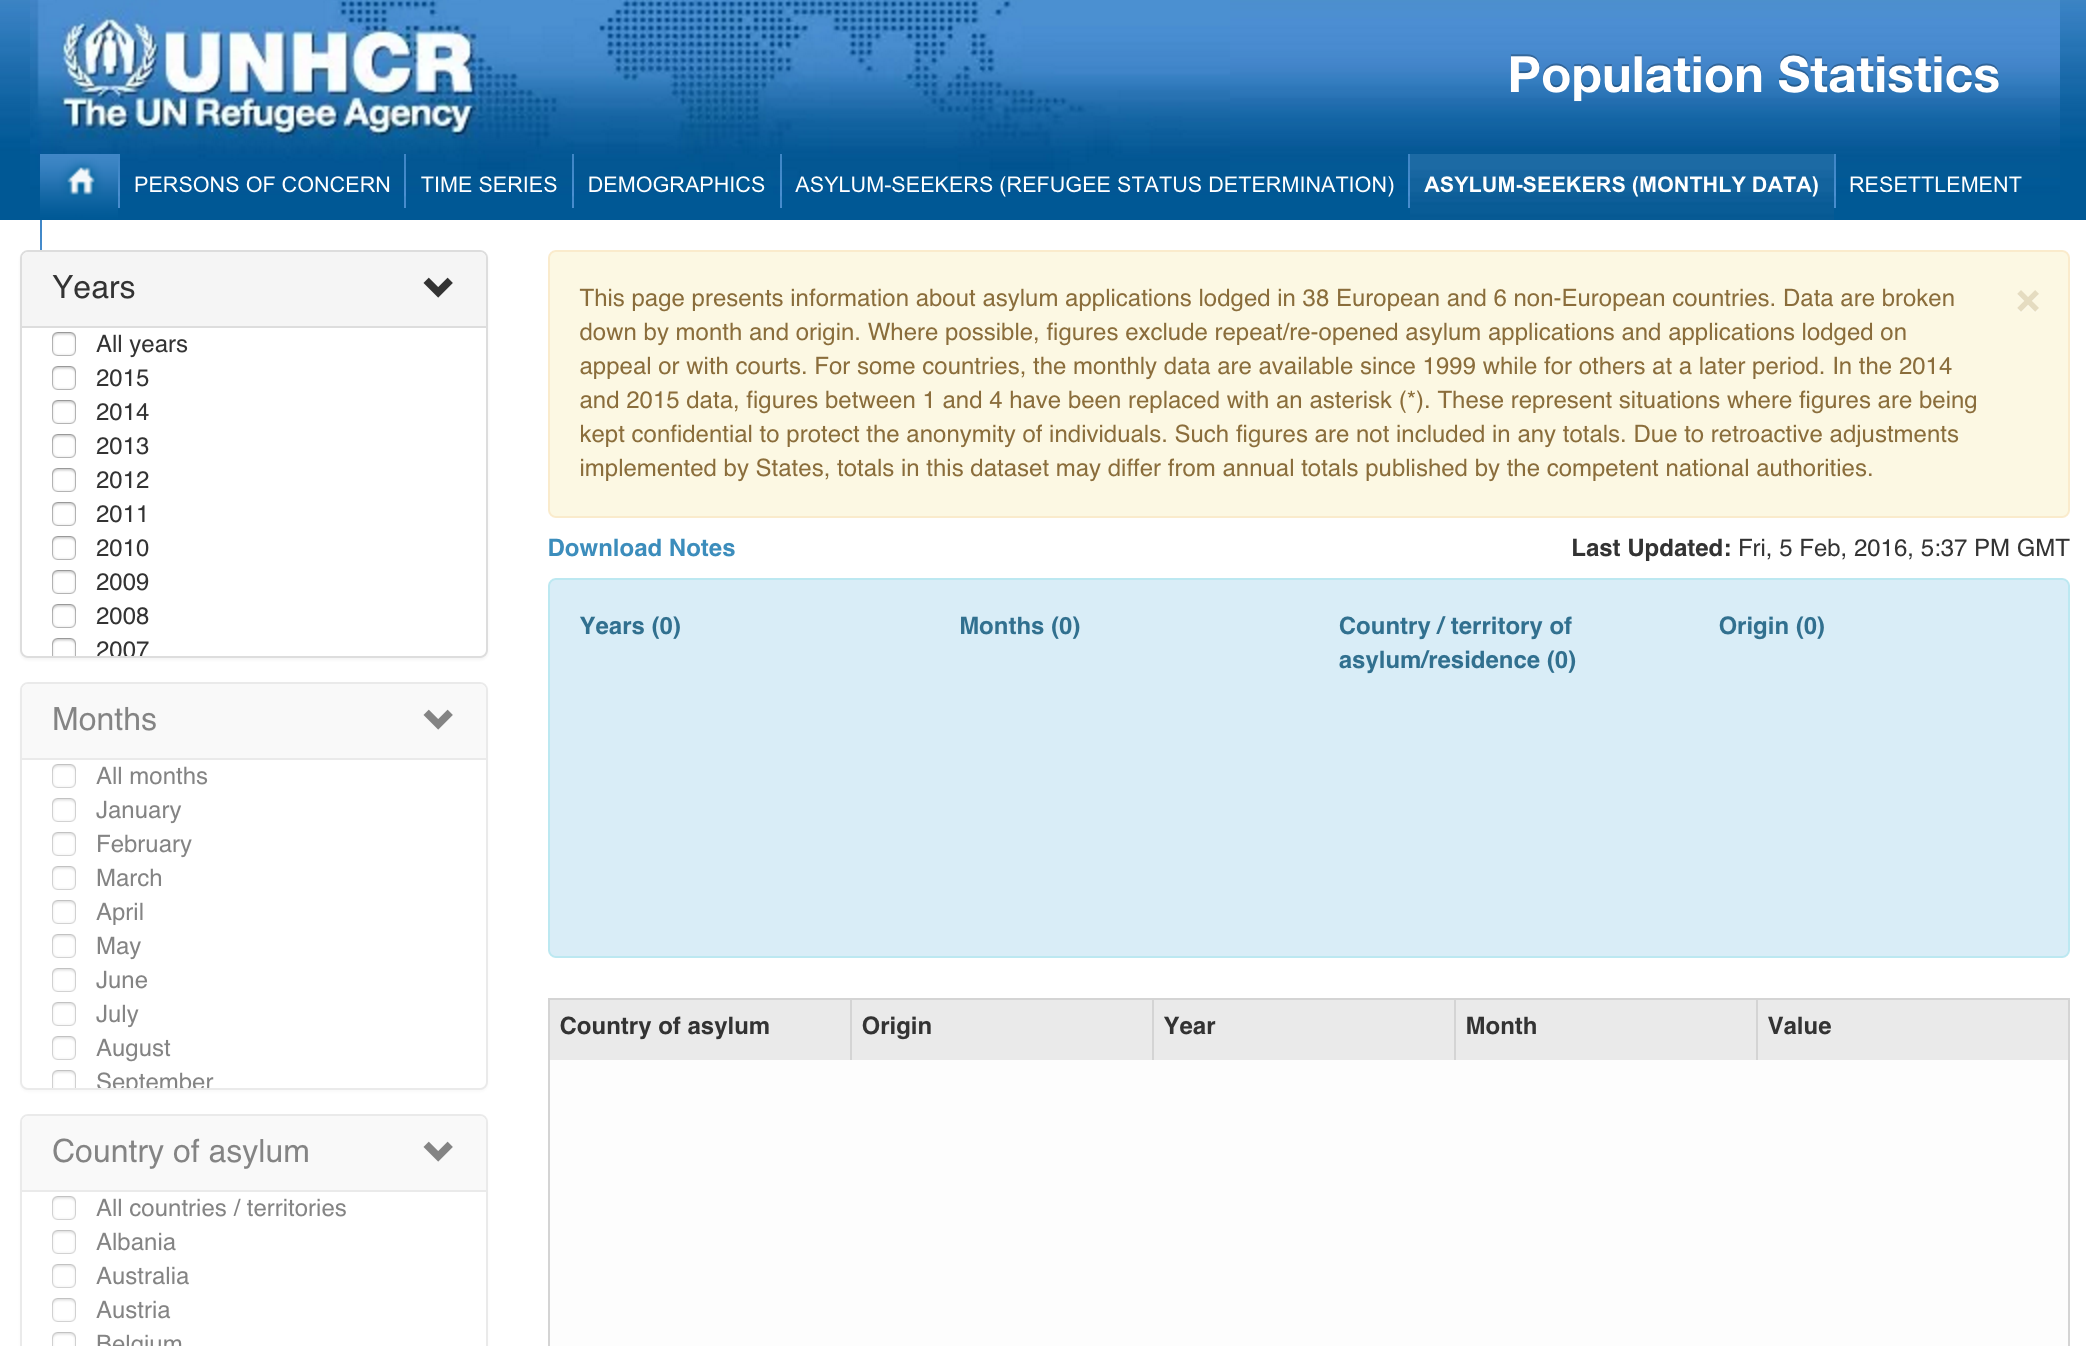 UNHCR
The UN Refugee Agency
Population Statistics
PERSONS OF CONCERN
TIME SERIES
DEMOGRAPHICS
ASYLUM-SEEKERS (REFUGEE STATUS DETERMINATION)
ASYLUM-SEEKERS (MONTHLY DATA)
RESETTLEMENT
Years
All years
2015
2014
2013
2012
2011
2010
2009
2008
2007
Months
All months
January
February
March
April
May
June
July
August
September
Country of asylum
All countries / territories
Albania
Australia
Austria
Belgium
This page presents information about asylum applications lodged in 38 European and 6 non-European countries. Data are broken
down by month and origin. Where possible, figures exclude repeat/re-opened asylum applications and applications lodged on
appeal or with courts. For some countries, the monthly data are available since 1999 while for others at a later period. In the 2014
and 2015 data, figures between 1 and 4 have been replaced with an asterisk (*). These represent situations where figures are being
kept confidential to protect the anonymity of individuals. Such figures are not included in any totals. Due to retroactive adjustments
implemented by States, totals in this dataset may differ from annual totals published by the competent national authorities.
×
Download Notes
Last Updated: Fri, 5 Feb, 2016, 5:37 PM GMT
Years (0)
Months (0)
Country / territory of
asylum/residence (0)
Origin (0)
Country of asylum
Origin
Year
Month
Value